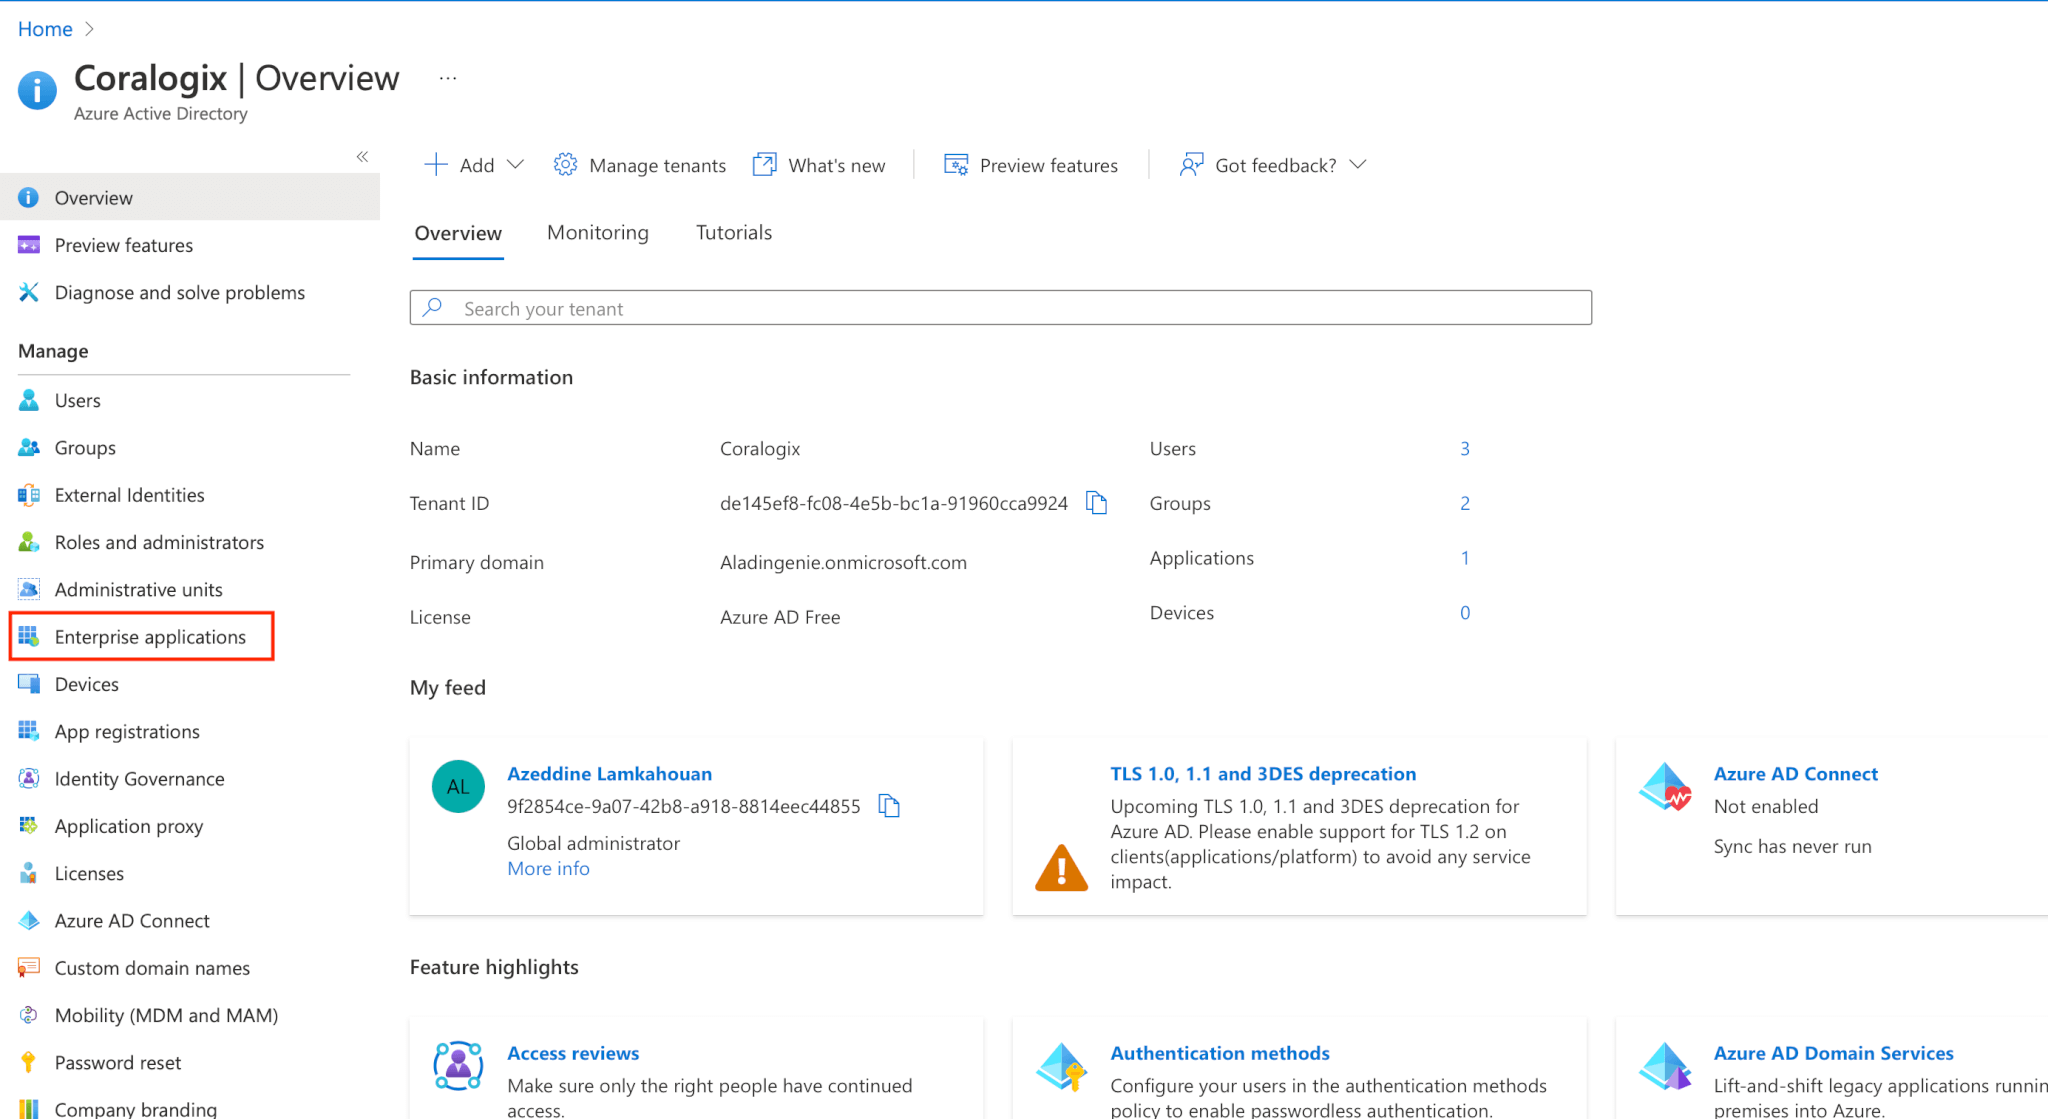 Home
Coralogix | Overview ...
Azure Active Directory
«
Overview
Preview features
Diagnose and solve problems
Manage
Users
Groups
External Identities
Roles and administrators
Administrative units
Enterprise applications
Devices
App registrations
Identity Governance
Application proxy
Licenses
Azure AD Connect
Custom domain names
Mobility (MDM and MAM)
Password reset
Company branding
Add
Manage tenants
What's new
Preview features
Got feedback?
Overview
Monitoring
Tutorials
Search your tenant
Basic information
Name Coralogix
Tenant ID de145ef8-fc08-4e5b-bc1a-91960cca9924
Primary domain Aladingenie.onmicrosoft.com
License Azure AD Free
Users 3
Groups 2
Applications 1
Devices 0
My feed
AL
Azeddine Lamkahouan
9f2854ce-9a07-42b8-a918-8814eec44855
Global administrator
More info
TLS 1.0, 1.1 and 3DES deprecation
Upcoming TLS 1.0, 1.1 and 3DES deprecation for
Azure AD. Please enable support for TLS 1.2 on
clients(applications/platform) to avoid any service
impact.
Azure AD Connect
Not enabled
Sync has never run
Feature highlights
Access reviews
Make sure only the right people have continued
access.
Authentication methods
Configure your users in the authentication methods
policy to enable passwordless authentication.
Azure AD Domain Services
Lift-and-shift legacy applications runnin
premises into Azure.